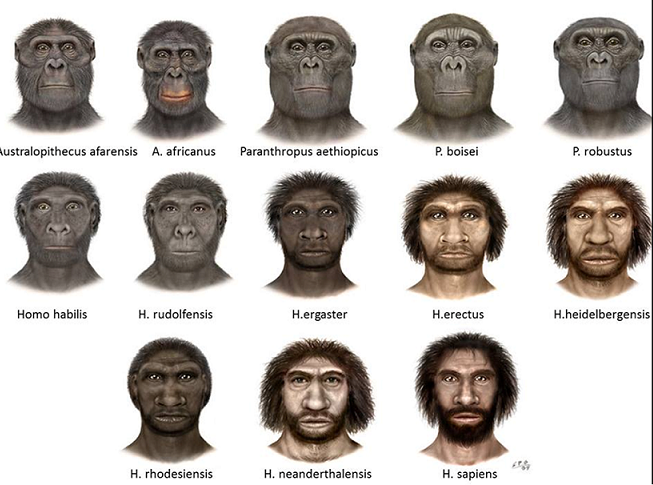 Australopithecus afarensis
A. africanus
Paranthropus aethiopicus
P. boisei
P. robustus
Homo habilis
H. rudolfensis
H.ergaster
H.erectus
H.heidelbergensis
H. rhodesiensis
H. neanderthalensis
H. sapiens